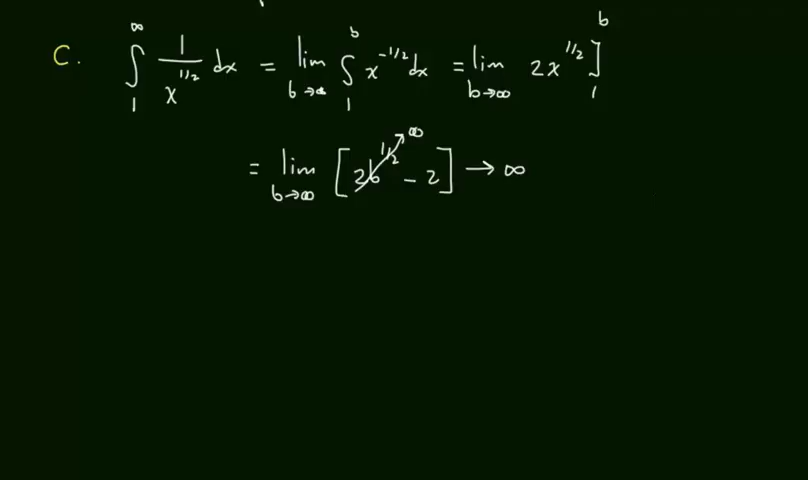 C. ∫₁^∞ 1/x^{1/2} dx = lim_{b→∞} ∫₁^b x^{-1/2} dx = lim_{b→∞} 2x^{1/2} ]₁^b
= lim_{b→∞} [2b^{1/2} ↗∞ - 2] → ∞